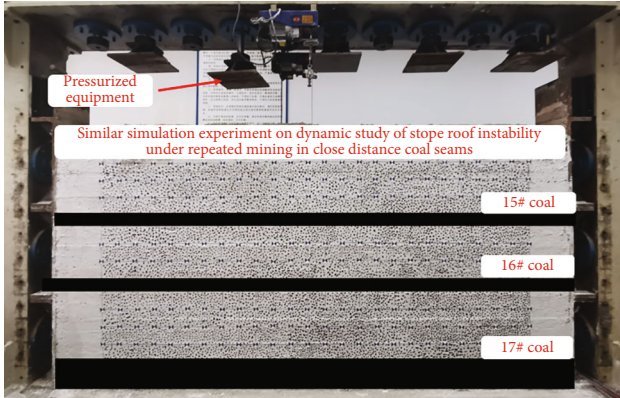 Pressurized
equipment
Similar simulation experiment on dynamic study of stope roof instability
under repeated mining in close distance coal seams
15# coal
16# coal
17# coal